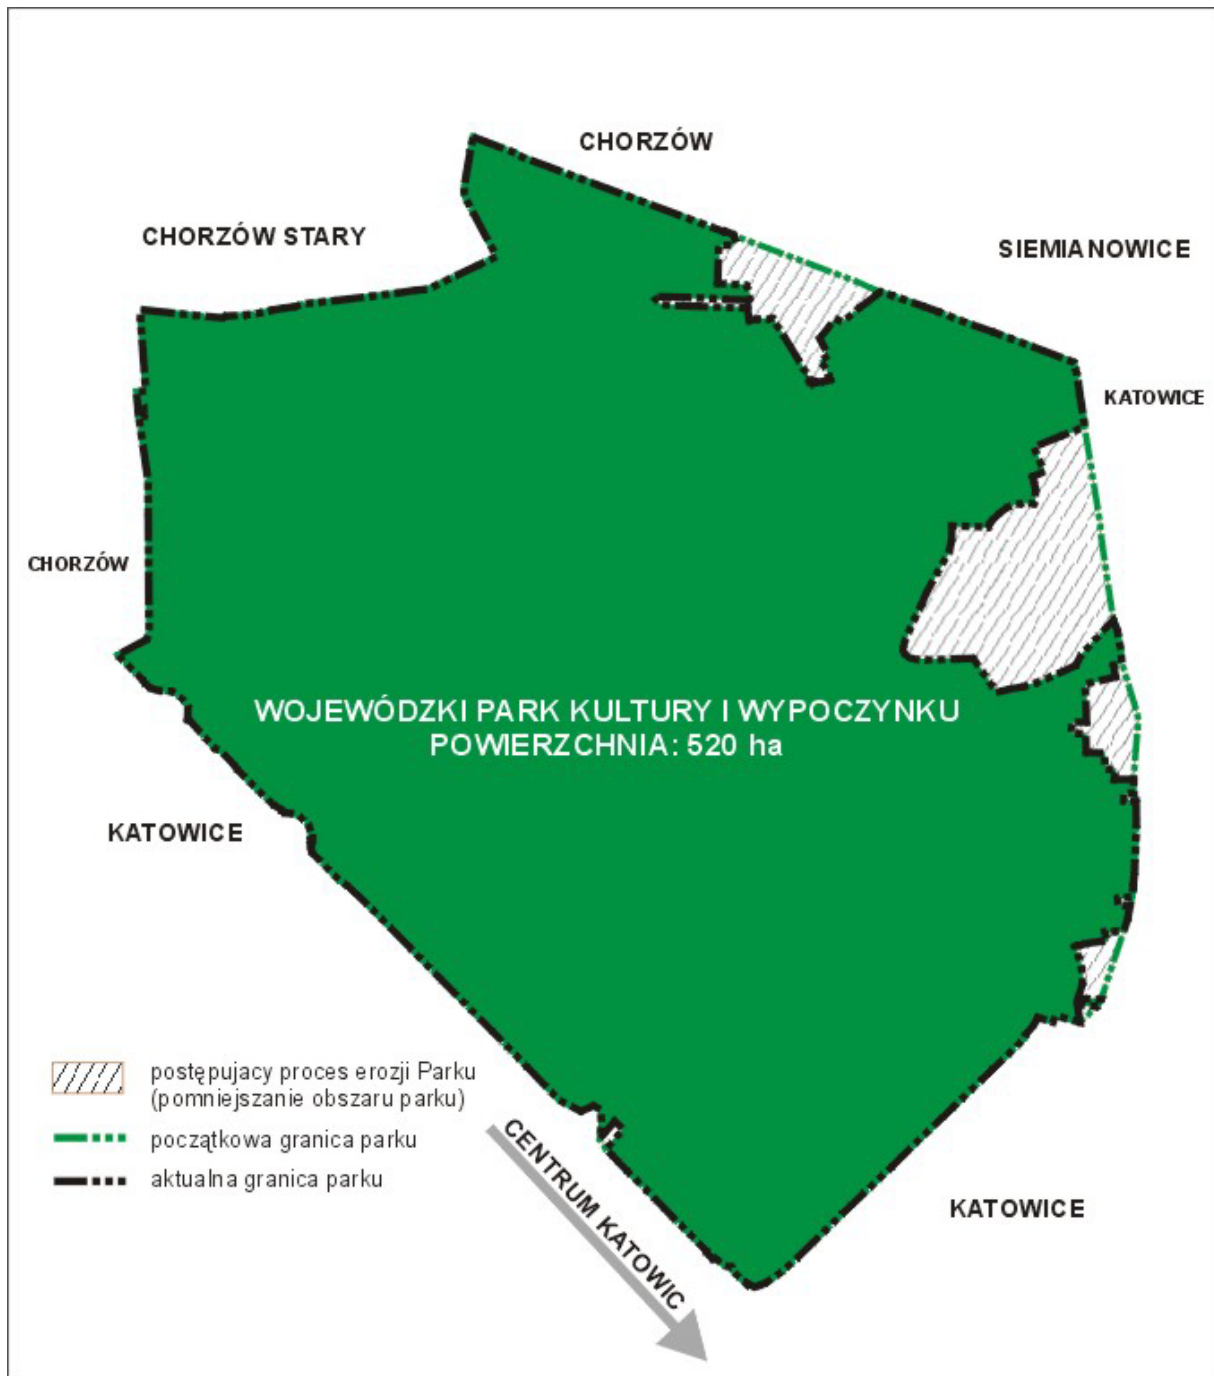 CHORZÓW
CHORZÓW STARY
SIEMIANOWICE
KATOWICE
CHORZÓW
WOJEWÓDZKI PARK KULTURY I WYPOCZYNKU
POWIERZCHNIA: 520 ha
KATOWICE
postępujacy proces erozji Parku
(pomniejszanie obszaru parku)
początkowa granica parku
aktualna granica parku
CENTRUM KATOWIC
KATOWICE